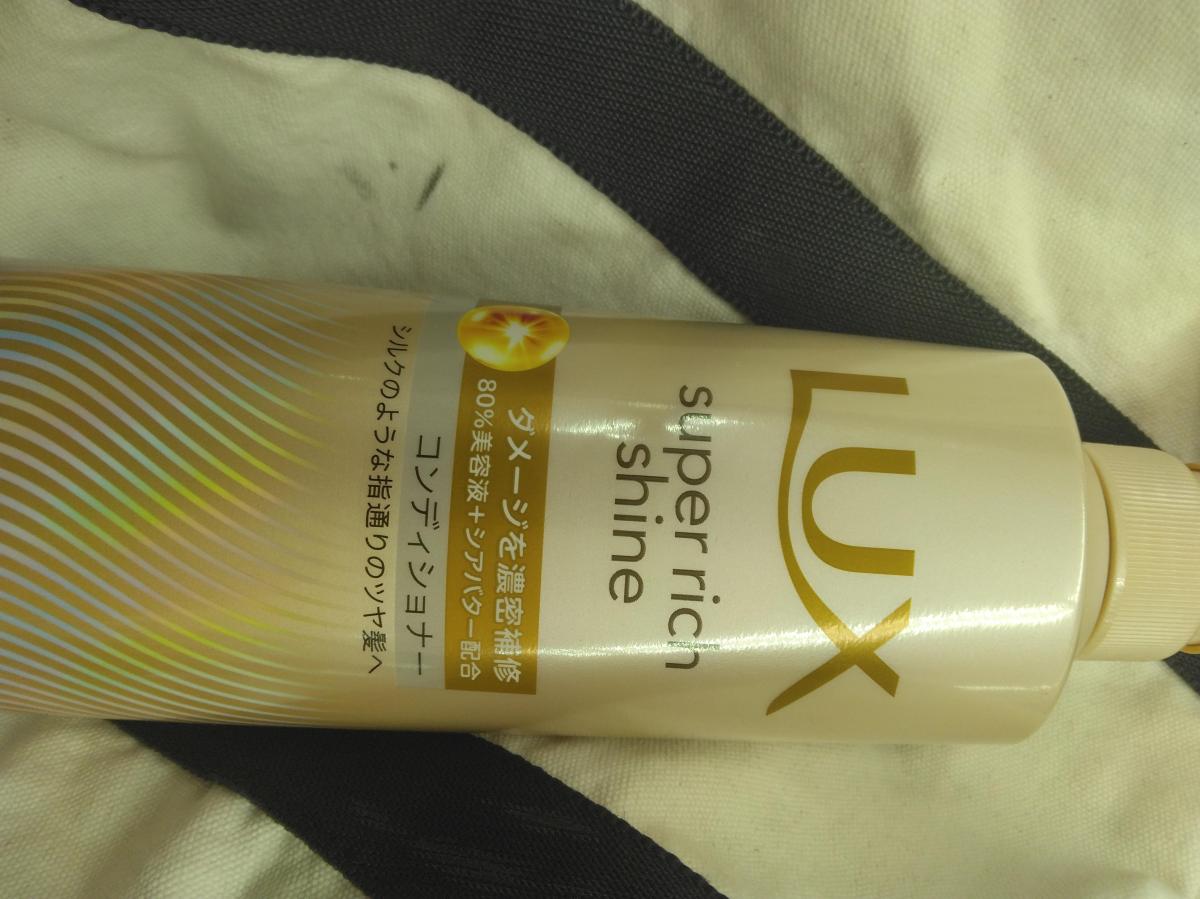 LUX
super rich
shine
ダメージを濃密補修
80%美容液+シアバター配合
コンディショナー
シルクのような指通りのツヤ髪へ